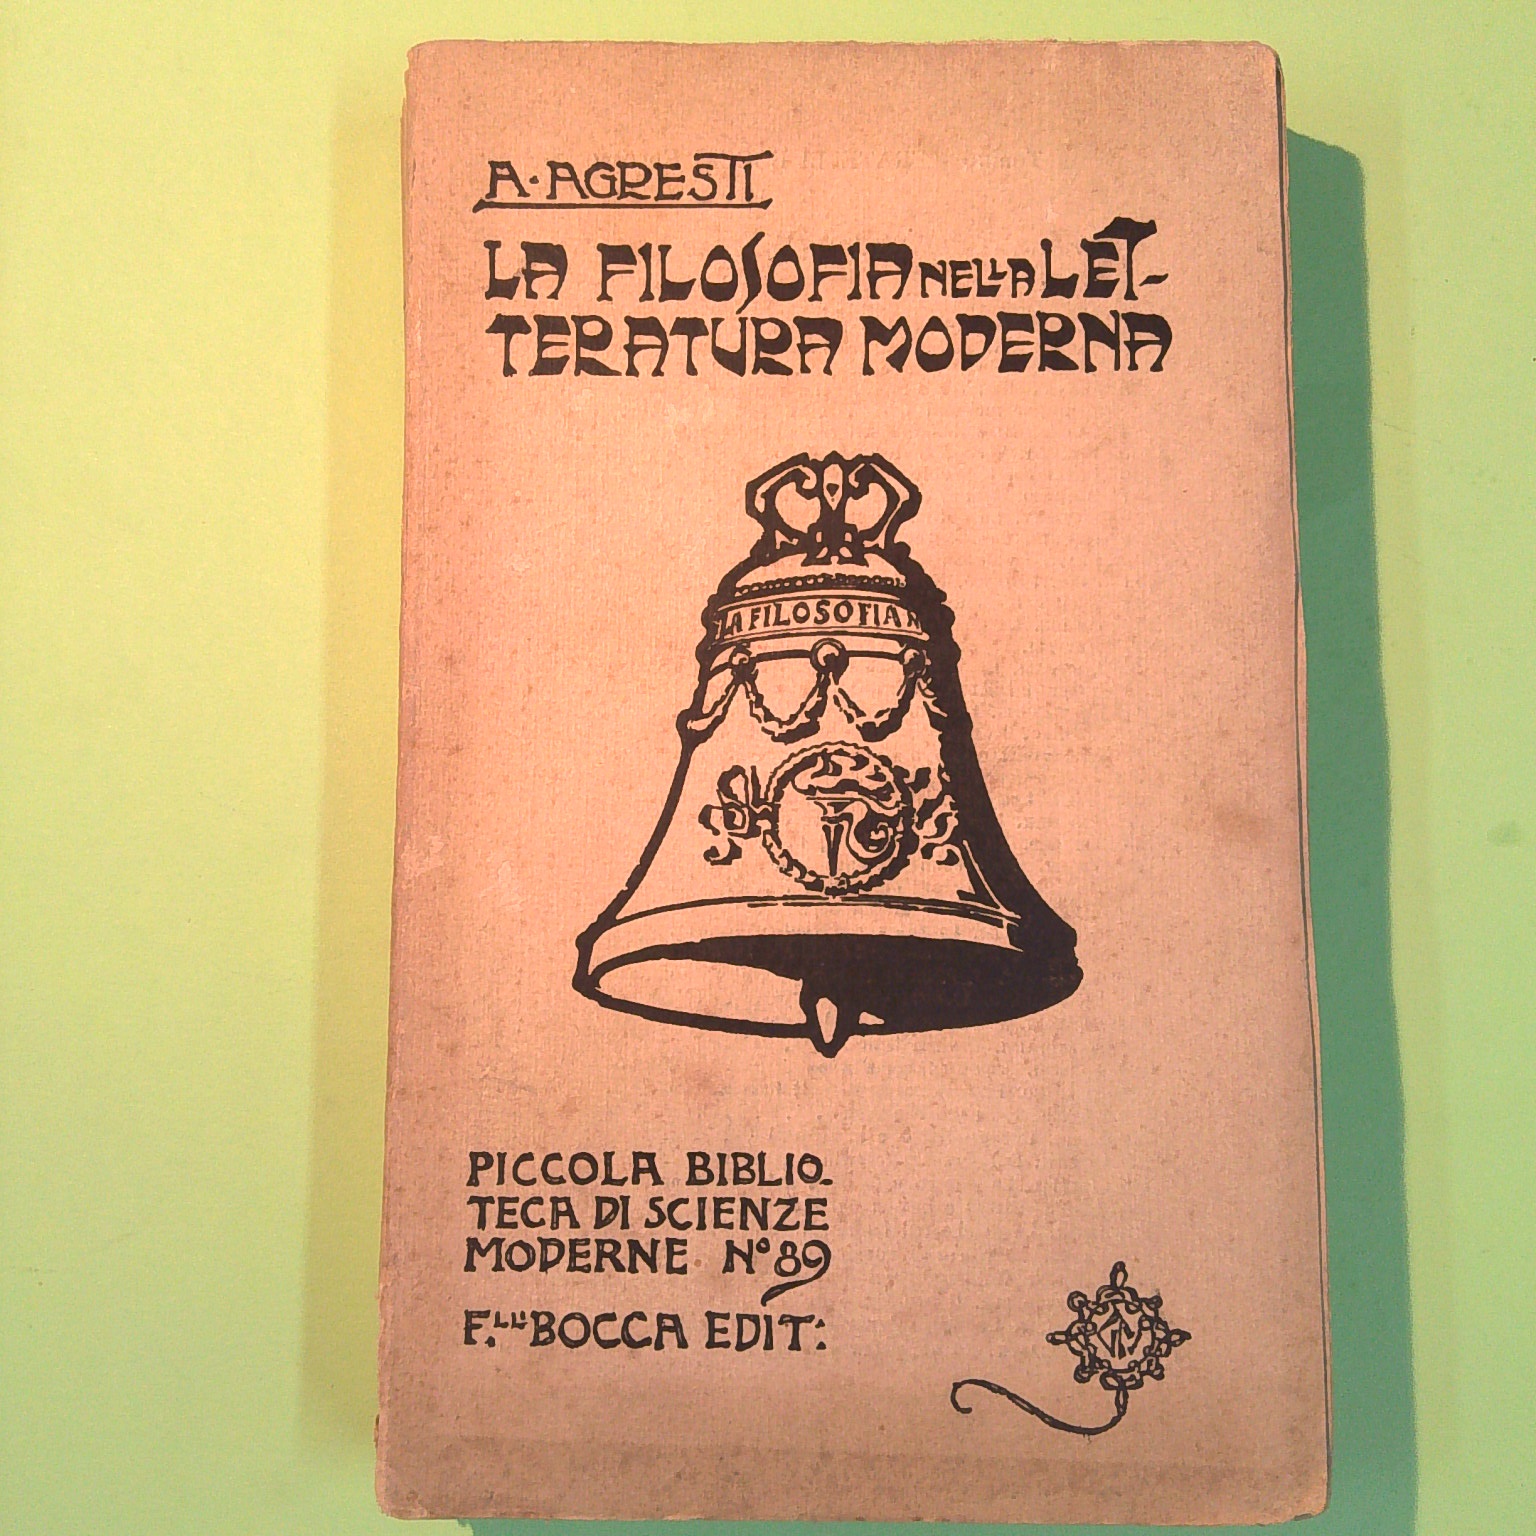 A. AGRESTI
LA FILOSOFIA NELLA LET-
TERATURA MODERNA
LA FILOSOFIA N
PICCOLA BIBLIO-
TECA DI SCIENZE
MODERNE Nº 89
F.LLI BOCCA EDIT: